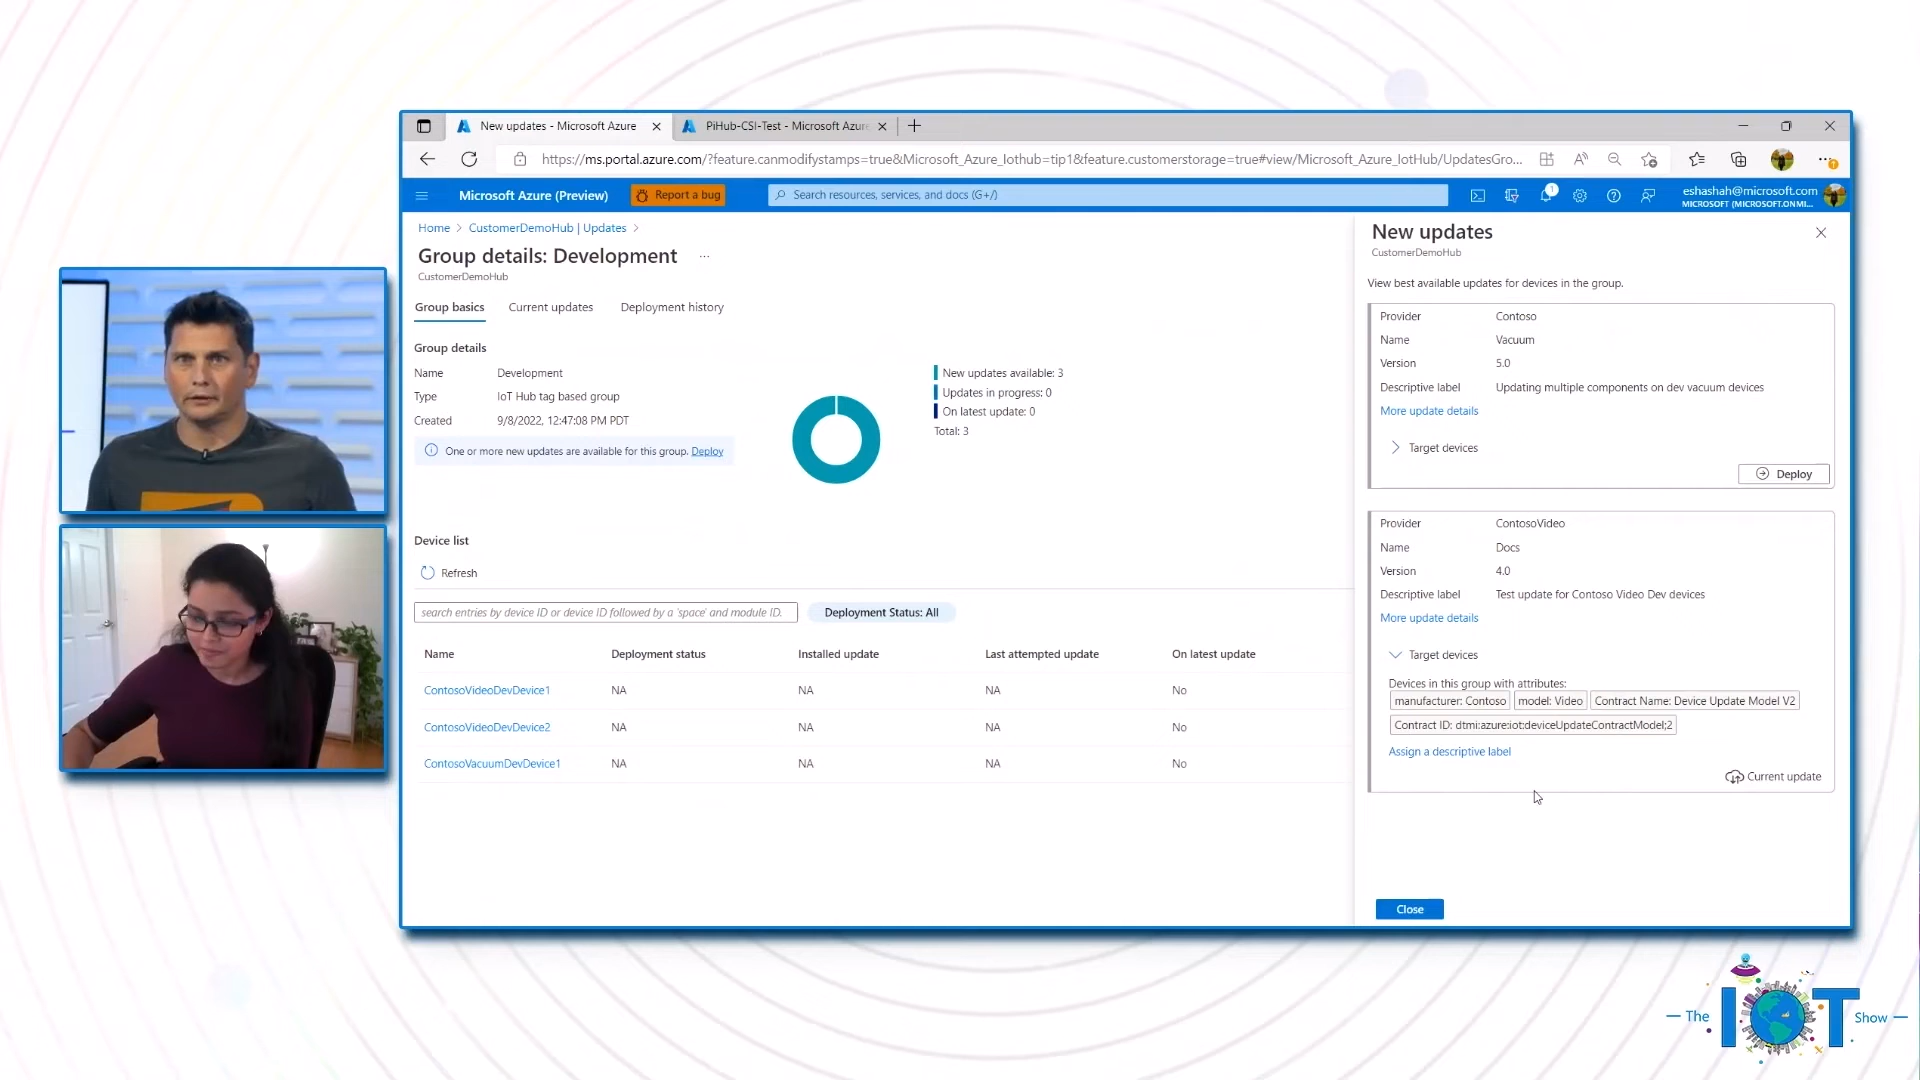 New updates - Microsoft Azure
PiHub-CSI-Test - Microsoft Azure
https://ms.portal.azure.com/?feature.canmodifystamps=true&Microsoft_Azure_Iothub=tip1&feature.customerstorage=true#view/Microsoft_Azure_IotHub/UpdatesGro...
Microsoft Azure (Preview)
Report a bug
Search resources, services, and docs (G+/)
1
eshashah@microsoft.com
MICROSOFT (MICROSOFT.ONMI...
Home > CustomerDemoHub | Updates >
Group details: Development ...
CustomerDemoHub
Group basics
Current updates
Deployment history
Group details
Name Development
Type IoT Hub tag based group
Created 9/8/2022, 12:47:08 PM PDT
One or more new updates are available for this group. Deploy
New updates available: 3
Updates in progress: 0
On latest update: 0
Total: 3
Device list
Refresh
search entries by device ID or device ID followed by a 'space' and module ID.
Deployment Status: All
Name Deployment status Installed update Last attempted update On latest update
ContosoVideoDevDevice1 NA NA NA No
ContosoVideoDevDevice2 NA NA NA No
ContosoVacuumDevDevice1 NA NA NA No
New updates
CustomerDemoHub
View best available updates for devices in the group.
Provider Contoso
Name Vacuum
Version 5.0
Descriptive label Updating multiple components on dev vacuum devices
More update details
Target devices
Deploy
Provider ContosoVideo
Name Docs
Version 4.0
Descriptive label Test update for Contoso Video Dev devices
More update details
Target devices
Devices in this group with attributes:
manufacturer: Contoso model: Video Contract Name: Device Update Model V2
Contract ID: dtmi:azure:iot:deviceUpdateContractModel;2
Assign a descriptive label
Current update
Close
The IOT Show